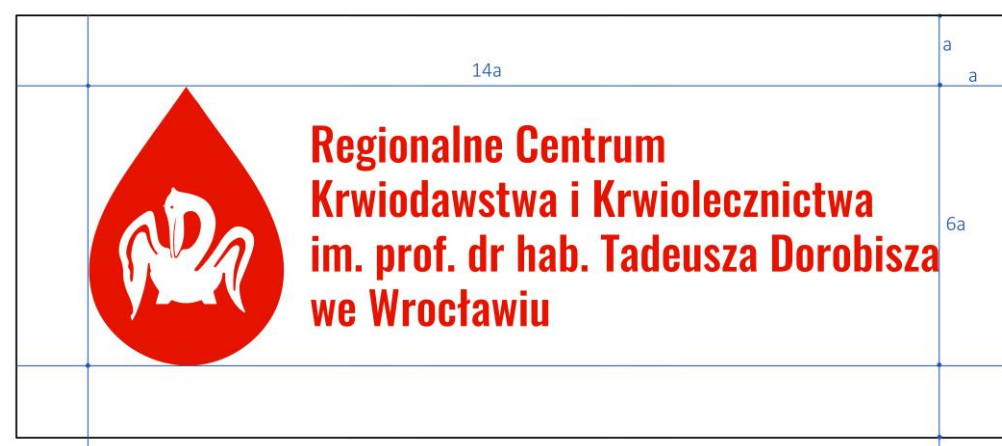 a
14a
a
Regionalne Centrum
Krwiodawstwa i Krwiolecznictwa
im. prof. dr hab. Tadeusza Dorobisza
we Wrocławiu
6a